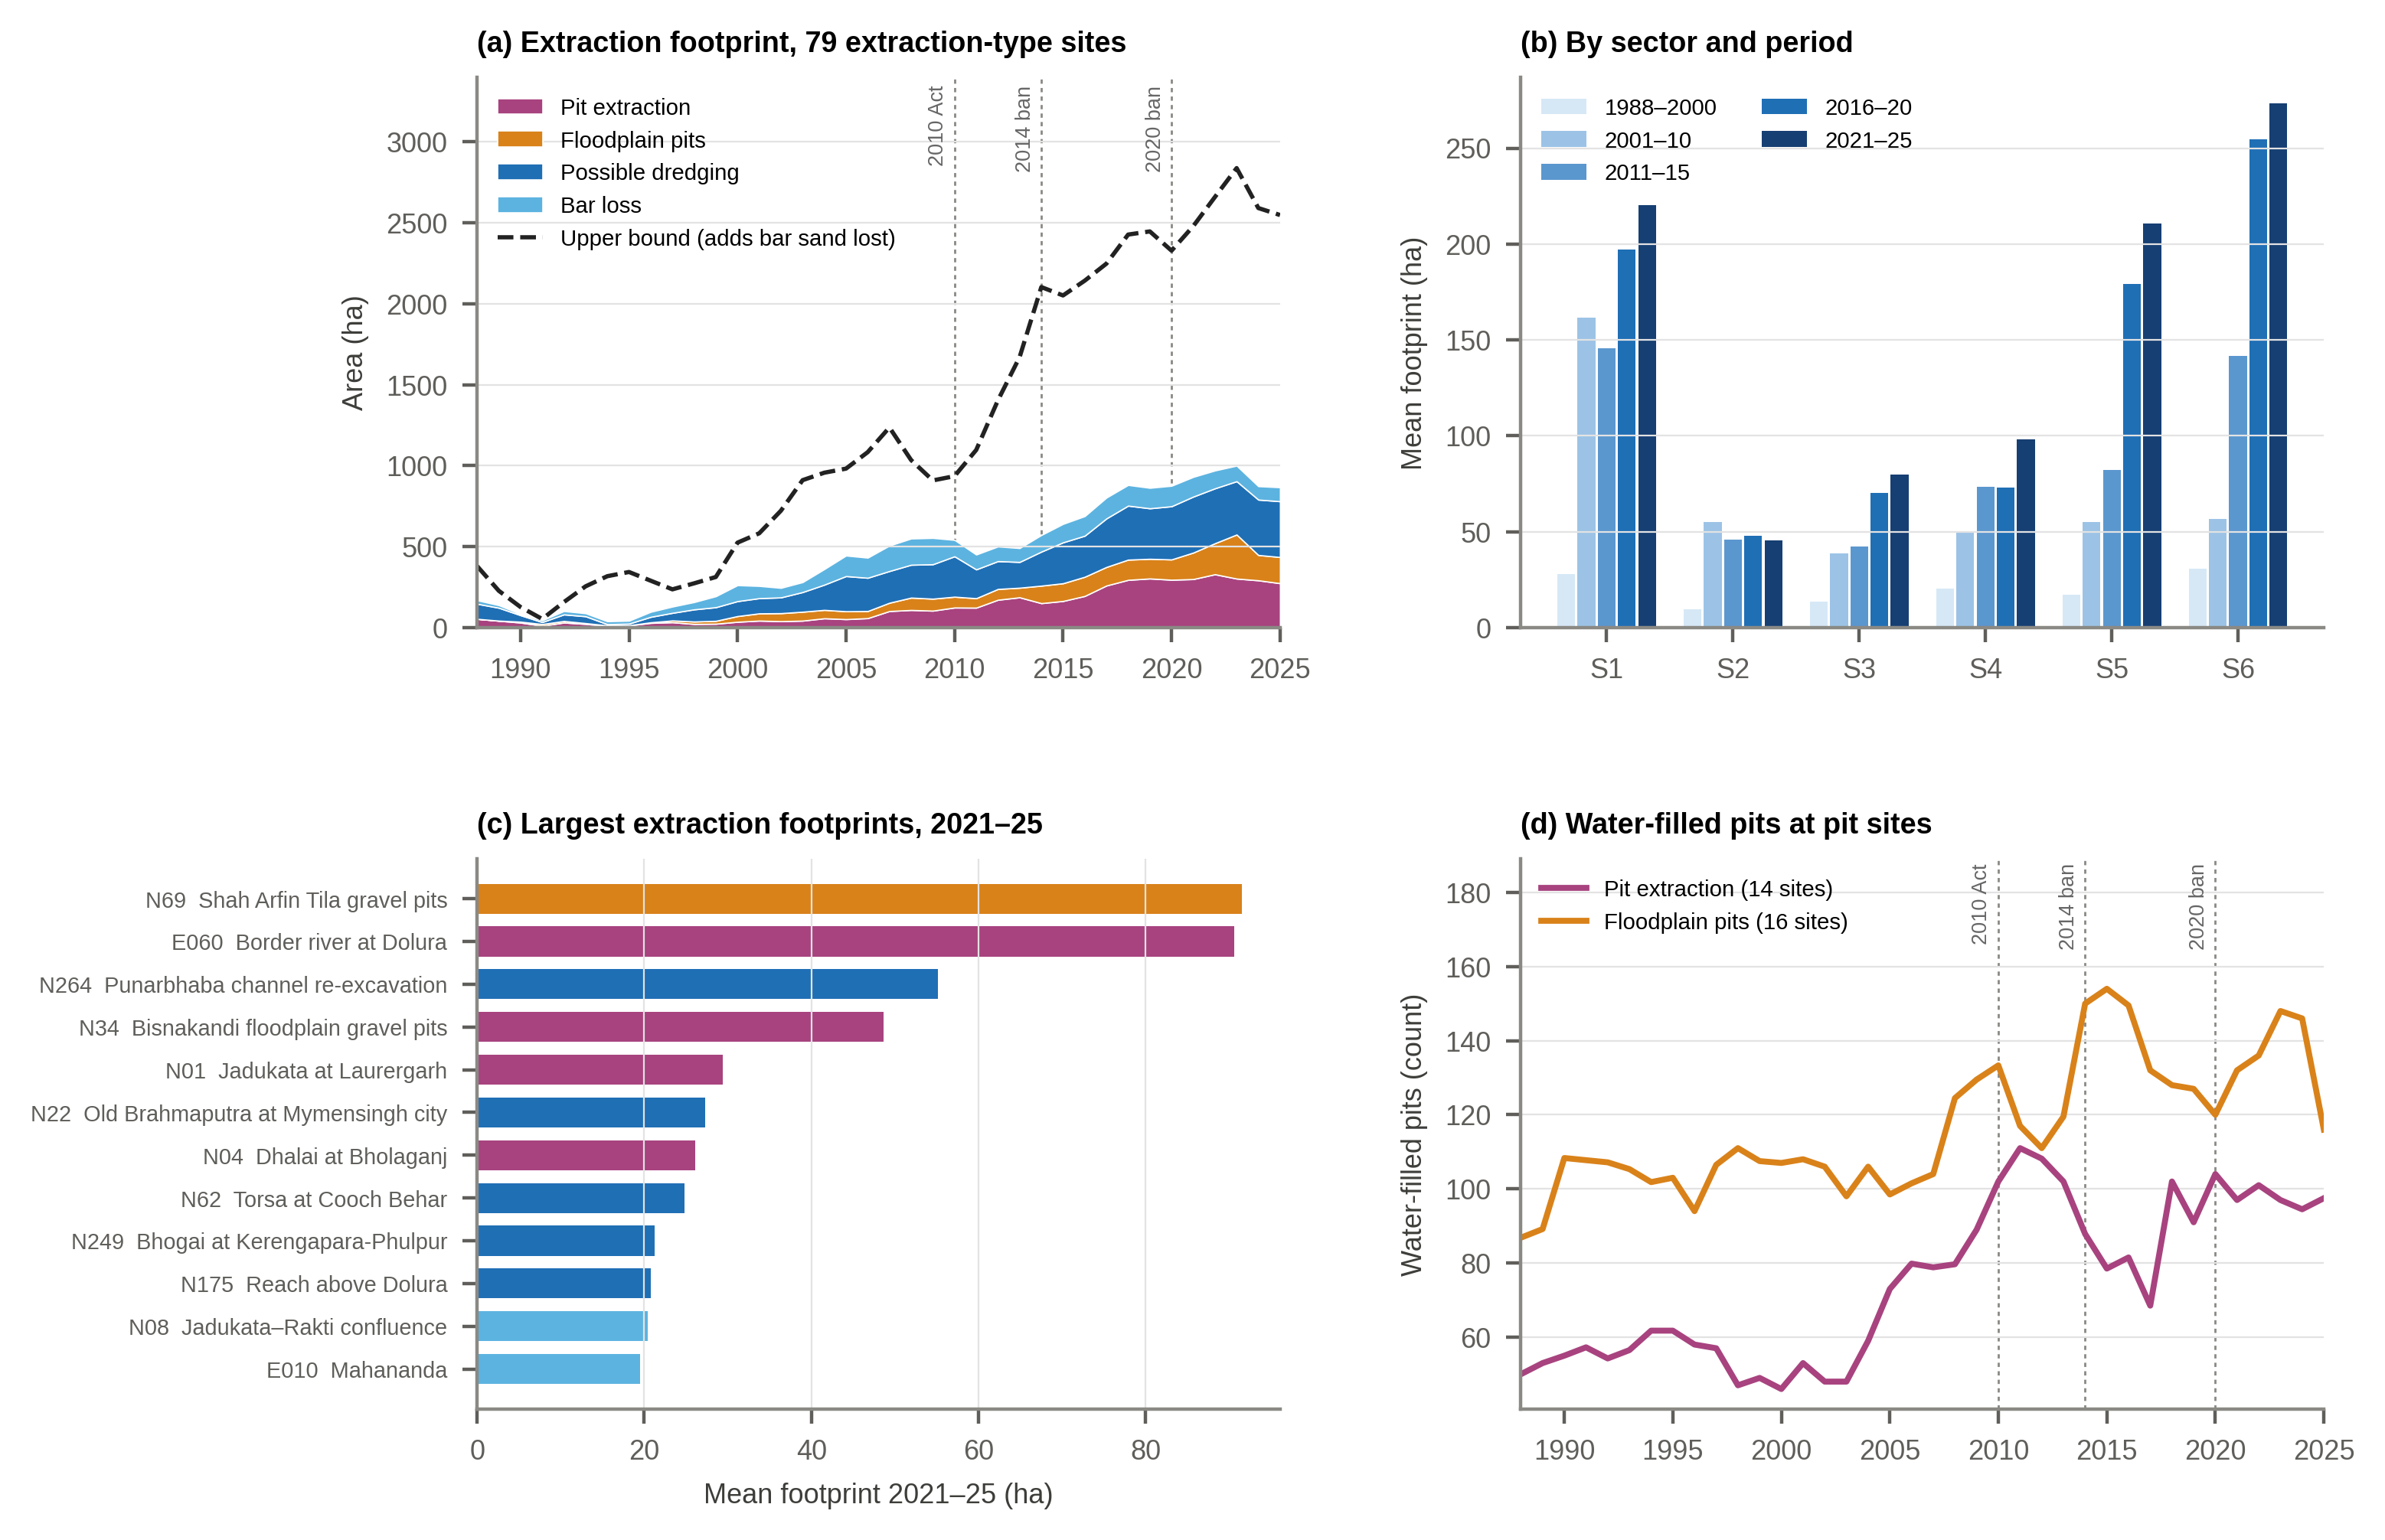 (a) Extraction footprint, 79 extraction-type sites
Pit extraction
Floodplain pits
Possible dredging
Bar loss
Upper bound (adds bar sand lost)
2010 Act
2014 ban
2020 ban
Area (ha)
3000
2500
2000
1500
1000
500
0
1990 1995 2000 2005 2010 2015 2020 2025
(b) By sector and period
1988–2000
2001–10
2011–15
2016–20
2021–25
Mean footprint (ha)
250
200
150
100
50
0
S1 S2 S3 S4 S5 S6
(c) Largest extraction footprints, 2021–25
N69 Shah Arfin Tila gravel pits
E060 Border river at Dolura
N264 Punarbhaba channel re-excavation
N34 Bisnakandi floodplain gravel pits
N01 Jadukata at Laurergarh
N22 Old Brahmaputra at Mymensingh city
N04 Dhalai at Bholaganj
N62 Torsa at Cooch Behar
N249 Bhogai at Kerengapara-Phulpur
N175 Reach above Dolura
N08 Jadukata–Rakti confluence
E010 Mahananda
0 20 40 60 80
Mean footprint 2021–25 (ha)
(d) Water-filled pits at pit sites
Pit extraction (14 sites)
Floodplain pits (16 sites)
2010 Act
2014 ban
2020 ban
Water-filled pits (count)
180
160
140
120
100
80
60
1990 1995 2000 2005 2010 2015 2020 2025